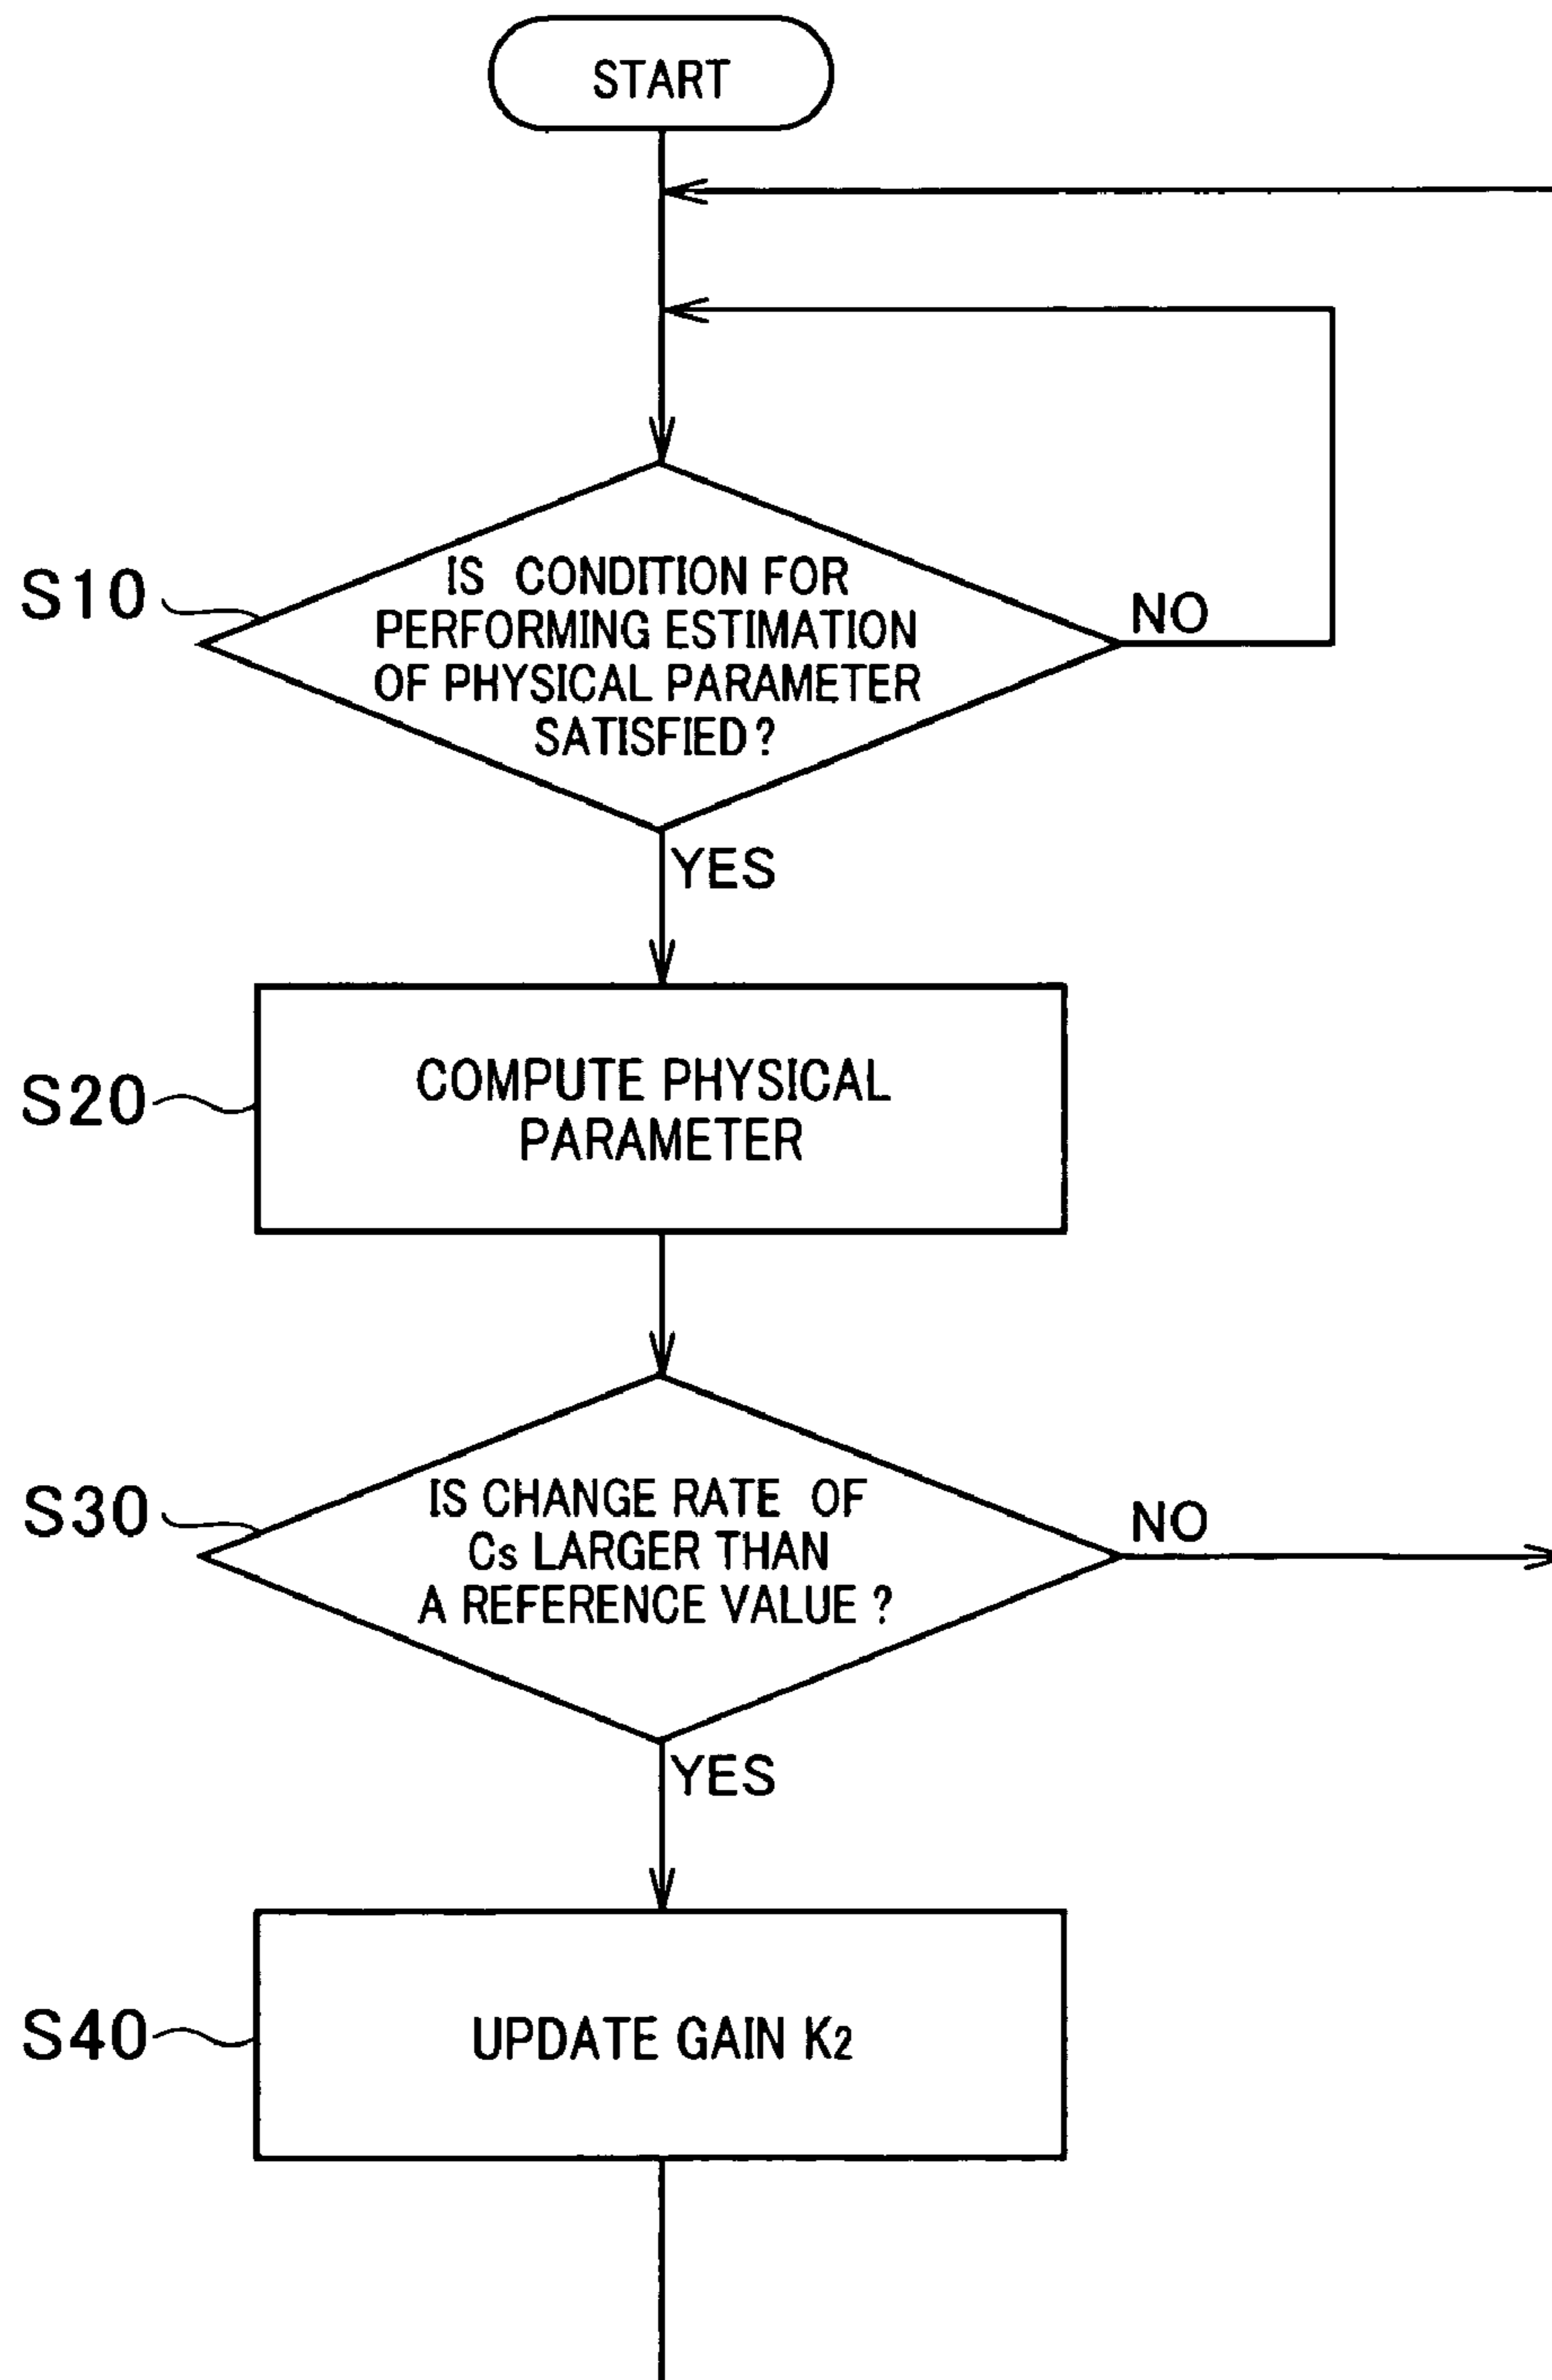 START
S10
IS CONDITION FOR
PERFORMING ESTIMATION
OF PHYSICAL PARAMETER
SATISFIED?
NO
YES
S20
COMPUTE PHYSICAL
PARAMETER
S30
IS CHANGE RATE OF
Cs LARGER THAN
A REFERENCE VALUE?
NO
YES
S40
UPDATE GAIN K2